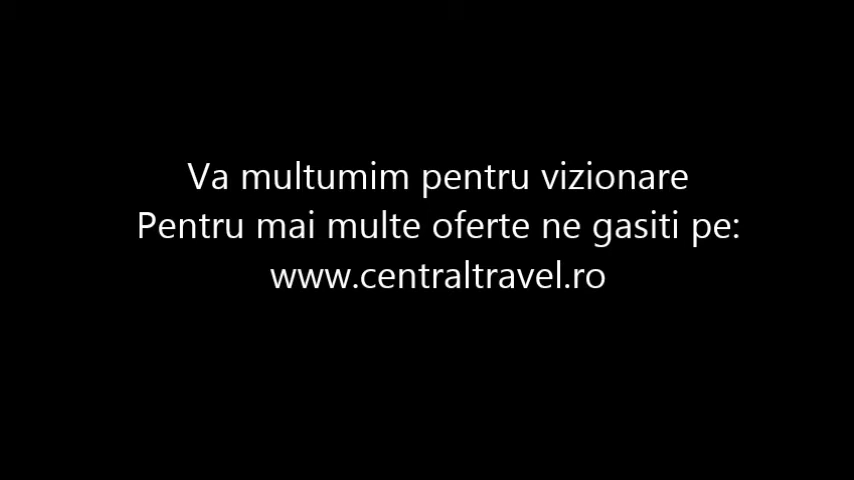 Va multumim pentru vizionare
Pentru mai multe oferte ne gasiti pe:
www.centraltravel.ro